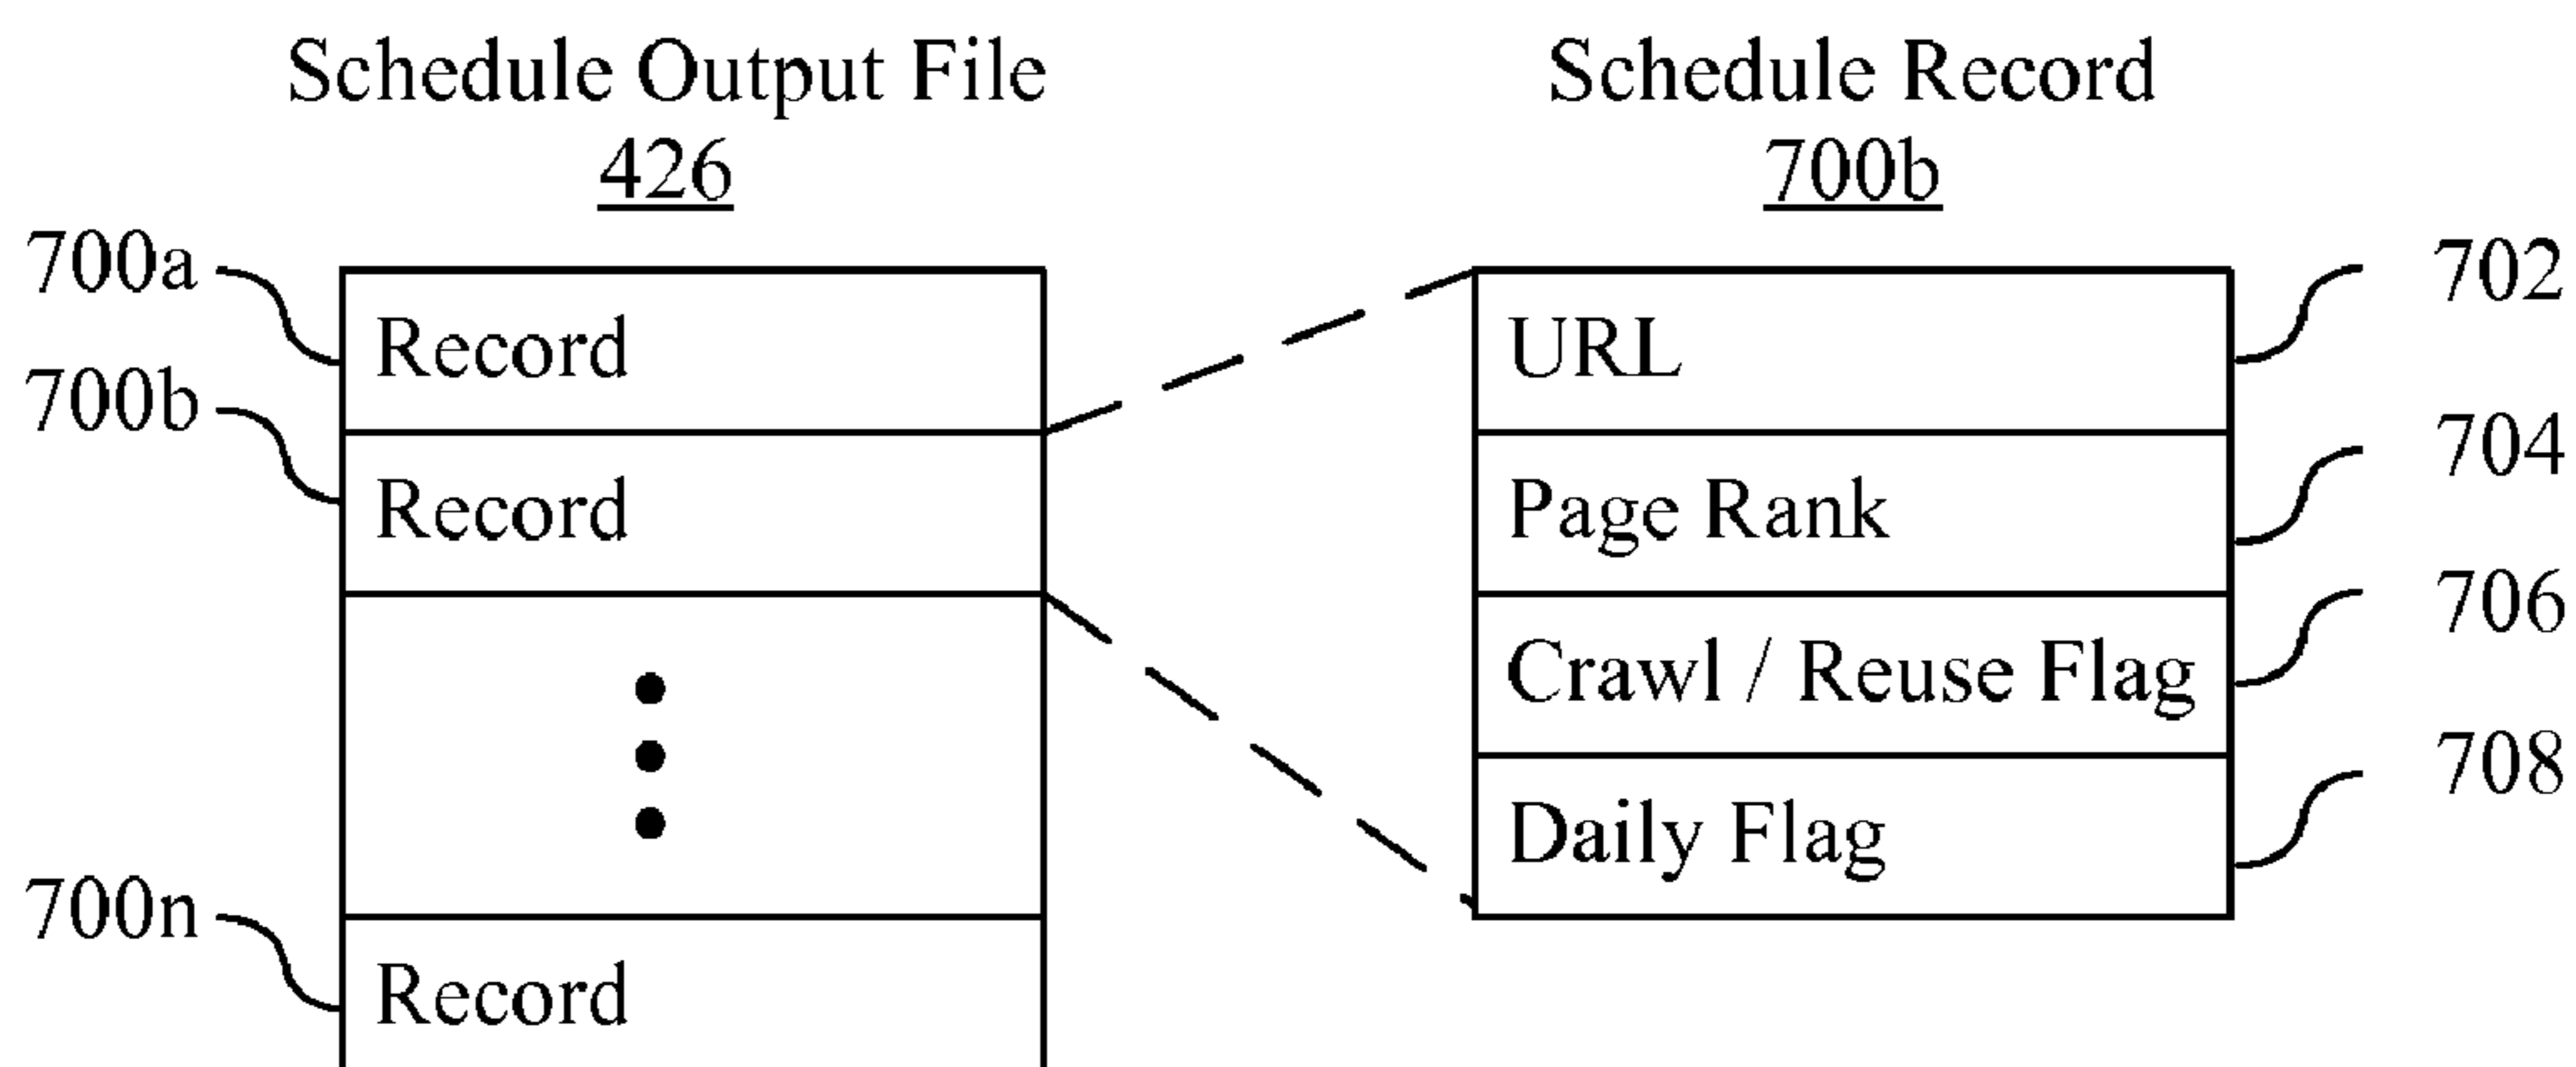 Schedule Output File
426
700a
Record
700b
Record
700n
Record
Schedule Record
700b
URL
702
Page Rank
704
Crawl / Reuse Flag
706
Daily Flag
708